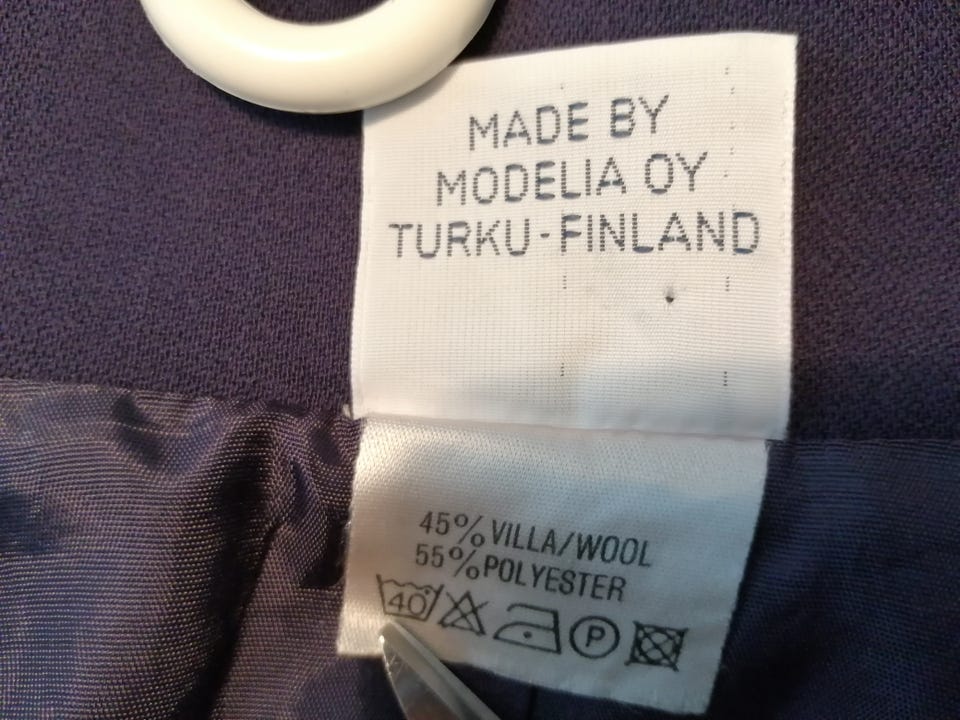 MADE BY
MODELIA OY
TURKU-FINLAND
45% VILLA/WOOL
55% POLYESTER
40 P